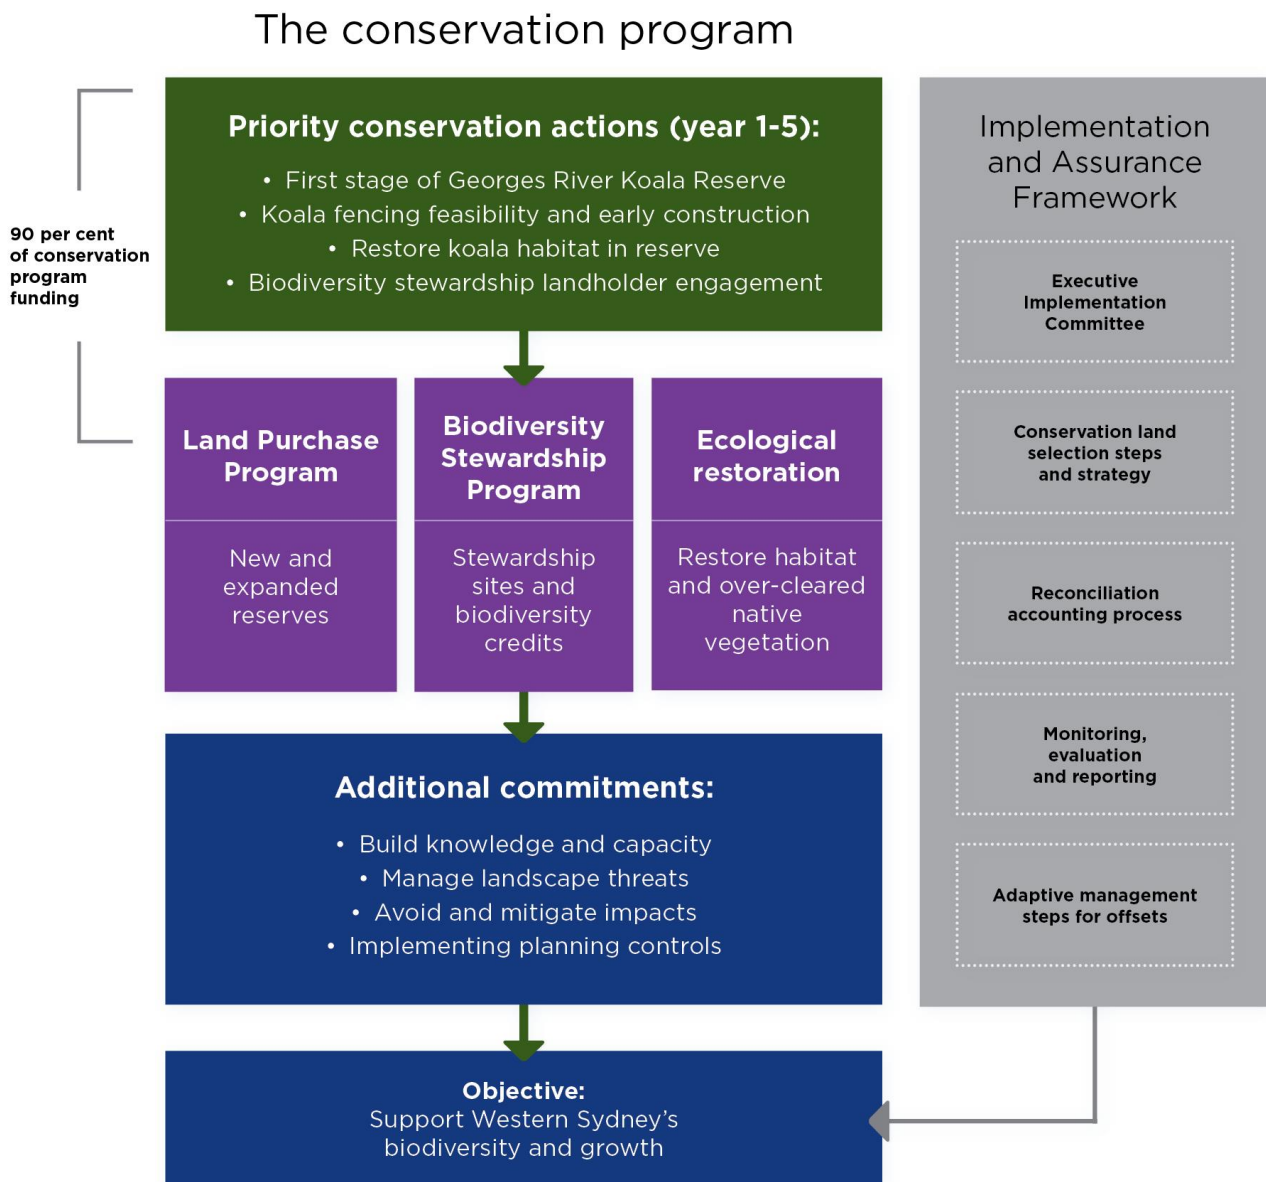 The conservation program
90 per cent
of conservation
program
funding
Priority conservation actions (year 1-5):
• First stage of Georges River Koala Reserve
• Koala fencing feasibility and early construction
• Restore koala habitat in reserve
• Biodiversity stewardship landholder engagement
Land Purchase
Program
New and
expanded
reserves
Biodiversity
Stewardship
Program
Stewardship
sites and
biodiversity
credits
Ecological
restoration
Restore habitat
and over-cleared
native
vegetation
Additional commitments:
• Build knowledge and capacity
• Manage landscape threats
• Avoid and mitigate impacts
• Implementing planning controls
Objective:
Support Western Sydney’s
biodiversity and growth
Implementation
and Assurance
Framework
Executive
Implementation
Committee
Conservation land
selection steps
and strategy
Reconciliation
accounting process
Monitoring,
evaluation
and reporting
Adaptive management
steps for offsets